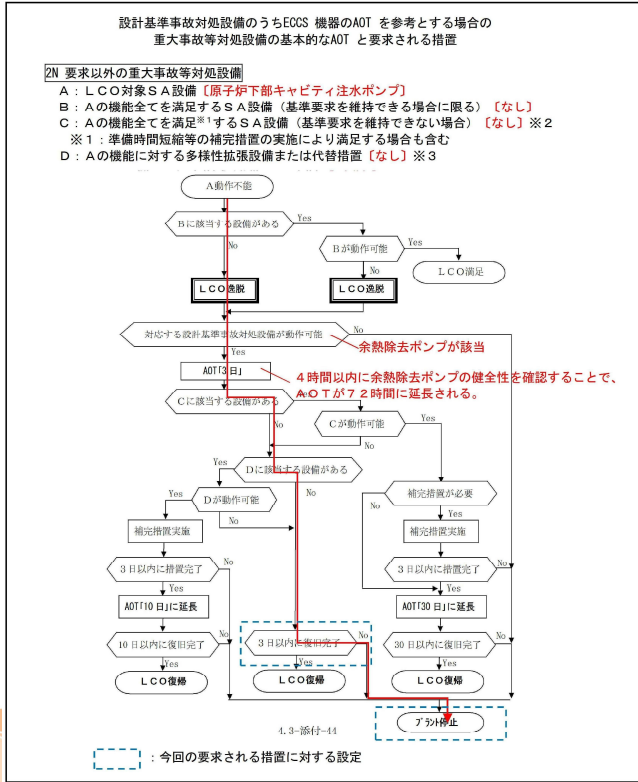 設計基準事故対処設備のうちECCS 機器のAOT を参考とする場合の
重大事故等対処設備の基本的なAOT と要求される措置
2N 要求以外の重大事故等対処設備
A：LCO対象SA設備〔原子炉下部キャビティ注水ポンプ〕
B：Aの機能全てを満足するSA設備（基準要求を維持できる場合に限る）〔なし〕
C：Aの機能全てを満足※1するSA設備（基準要求を維持できない場合）〔なし〕※２
※１：準備時間短縮等の補完措置の実施により満足する場合も含む
D：Aの機能に対する多様性拡張設備または代替措置〔なし〕※３
A動作不能
Bに該当する設備がある
Yes
No
Bが動作可能
Yes
No
LCO満足
LCO逸脱
LCO逸脱
対応する設計基準事故対処設備が動作可能
No
余熱除去ポンプが該当
Yes
AOT「3日」
４時間以内に余熱除去ポンプの健全性を確認することで、
AOTが７２時間に延長される。
Cに該当する設備がある
Yes
No
Cが動作可能
No
Yes
Dに該当する設備がある
Yes
No
Dが動作可能
Yes
No
補完措置が必要
No
Yes
補完措置実施
補完措置実施
3日以内に措置完了
No
Yes
3日以内に措置完了
No
Yes
AOT「10日」に延長
AOT「30日」に延長
10日以内に復旧完了
No
Yes
3日以内に復旧完了
No
Yes
30日以内に復旧完了
No
Yes
LCO復帰
LCO復帰
LCO復帰
プラント停止
4.3-添付-44
：今回の要求される措置に対する設定